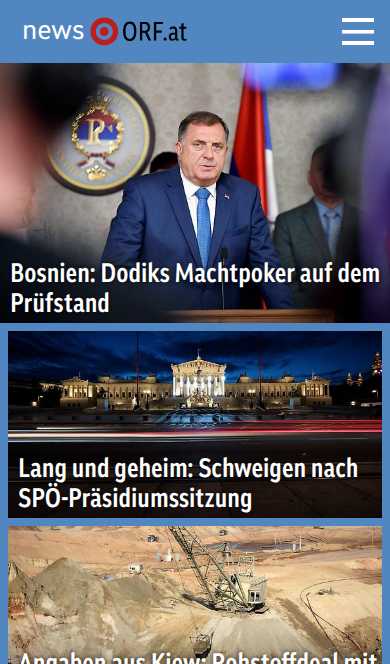 news ORF.at
Bosnien: Dodiks Machtpoker auf dem
Prüfstand
Lang und geheim: Schweigen nach
SPÖ-Präsidiumssitzung
Angaben aus Kiew: Rohstoffdeal mit